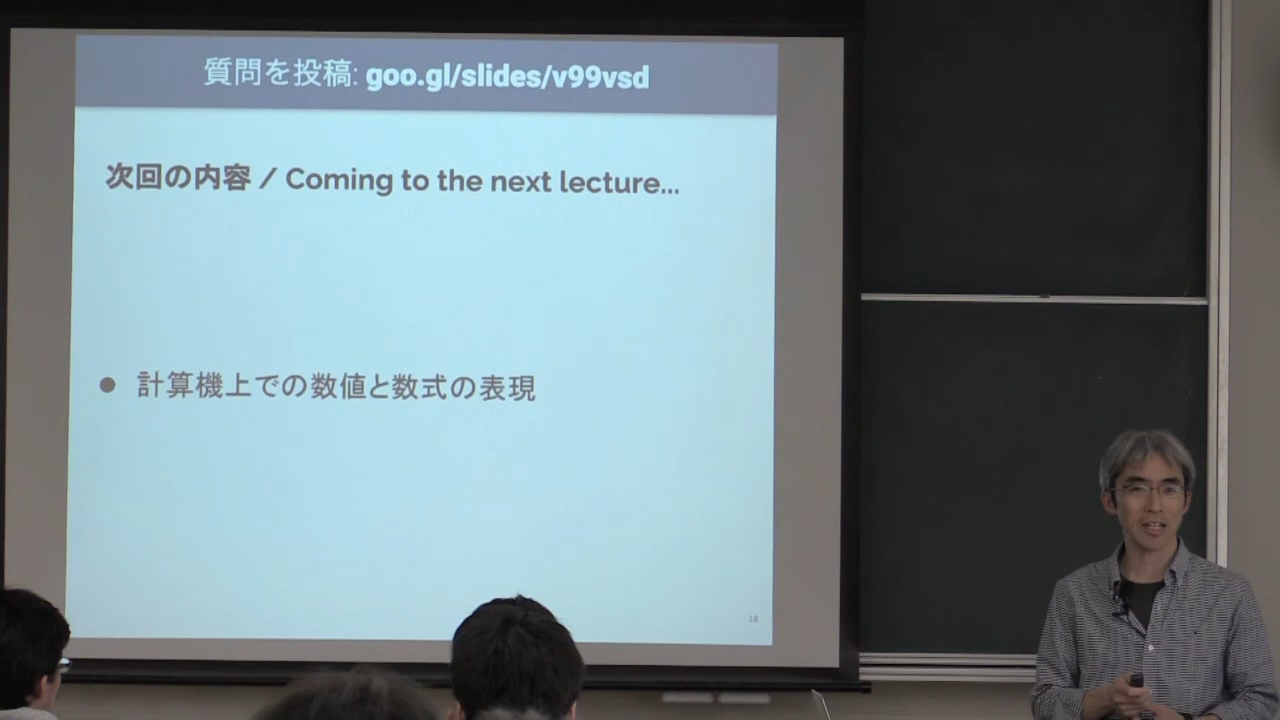 質問を投稿: goo.gl/slides/v99vsd
次回の内容 / Coming to the next lecture...
● 計算機上での数値と数式の表現
18